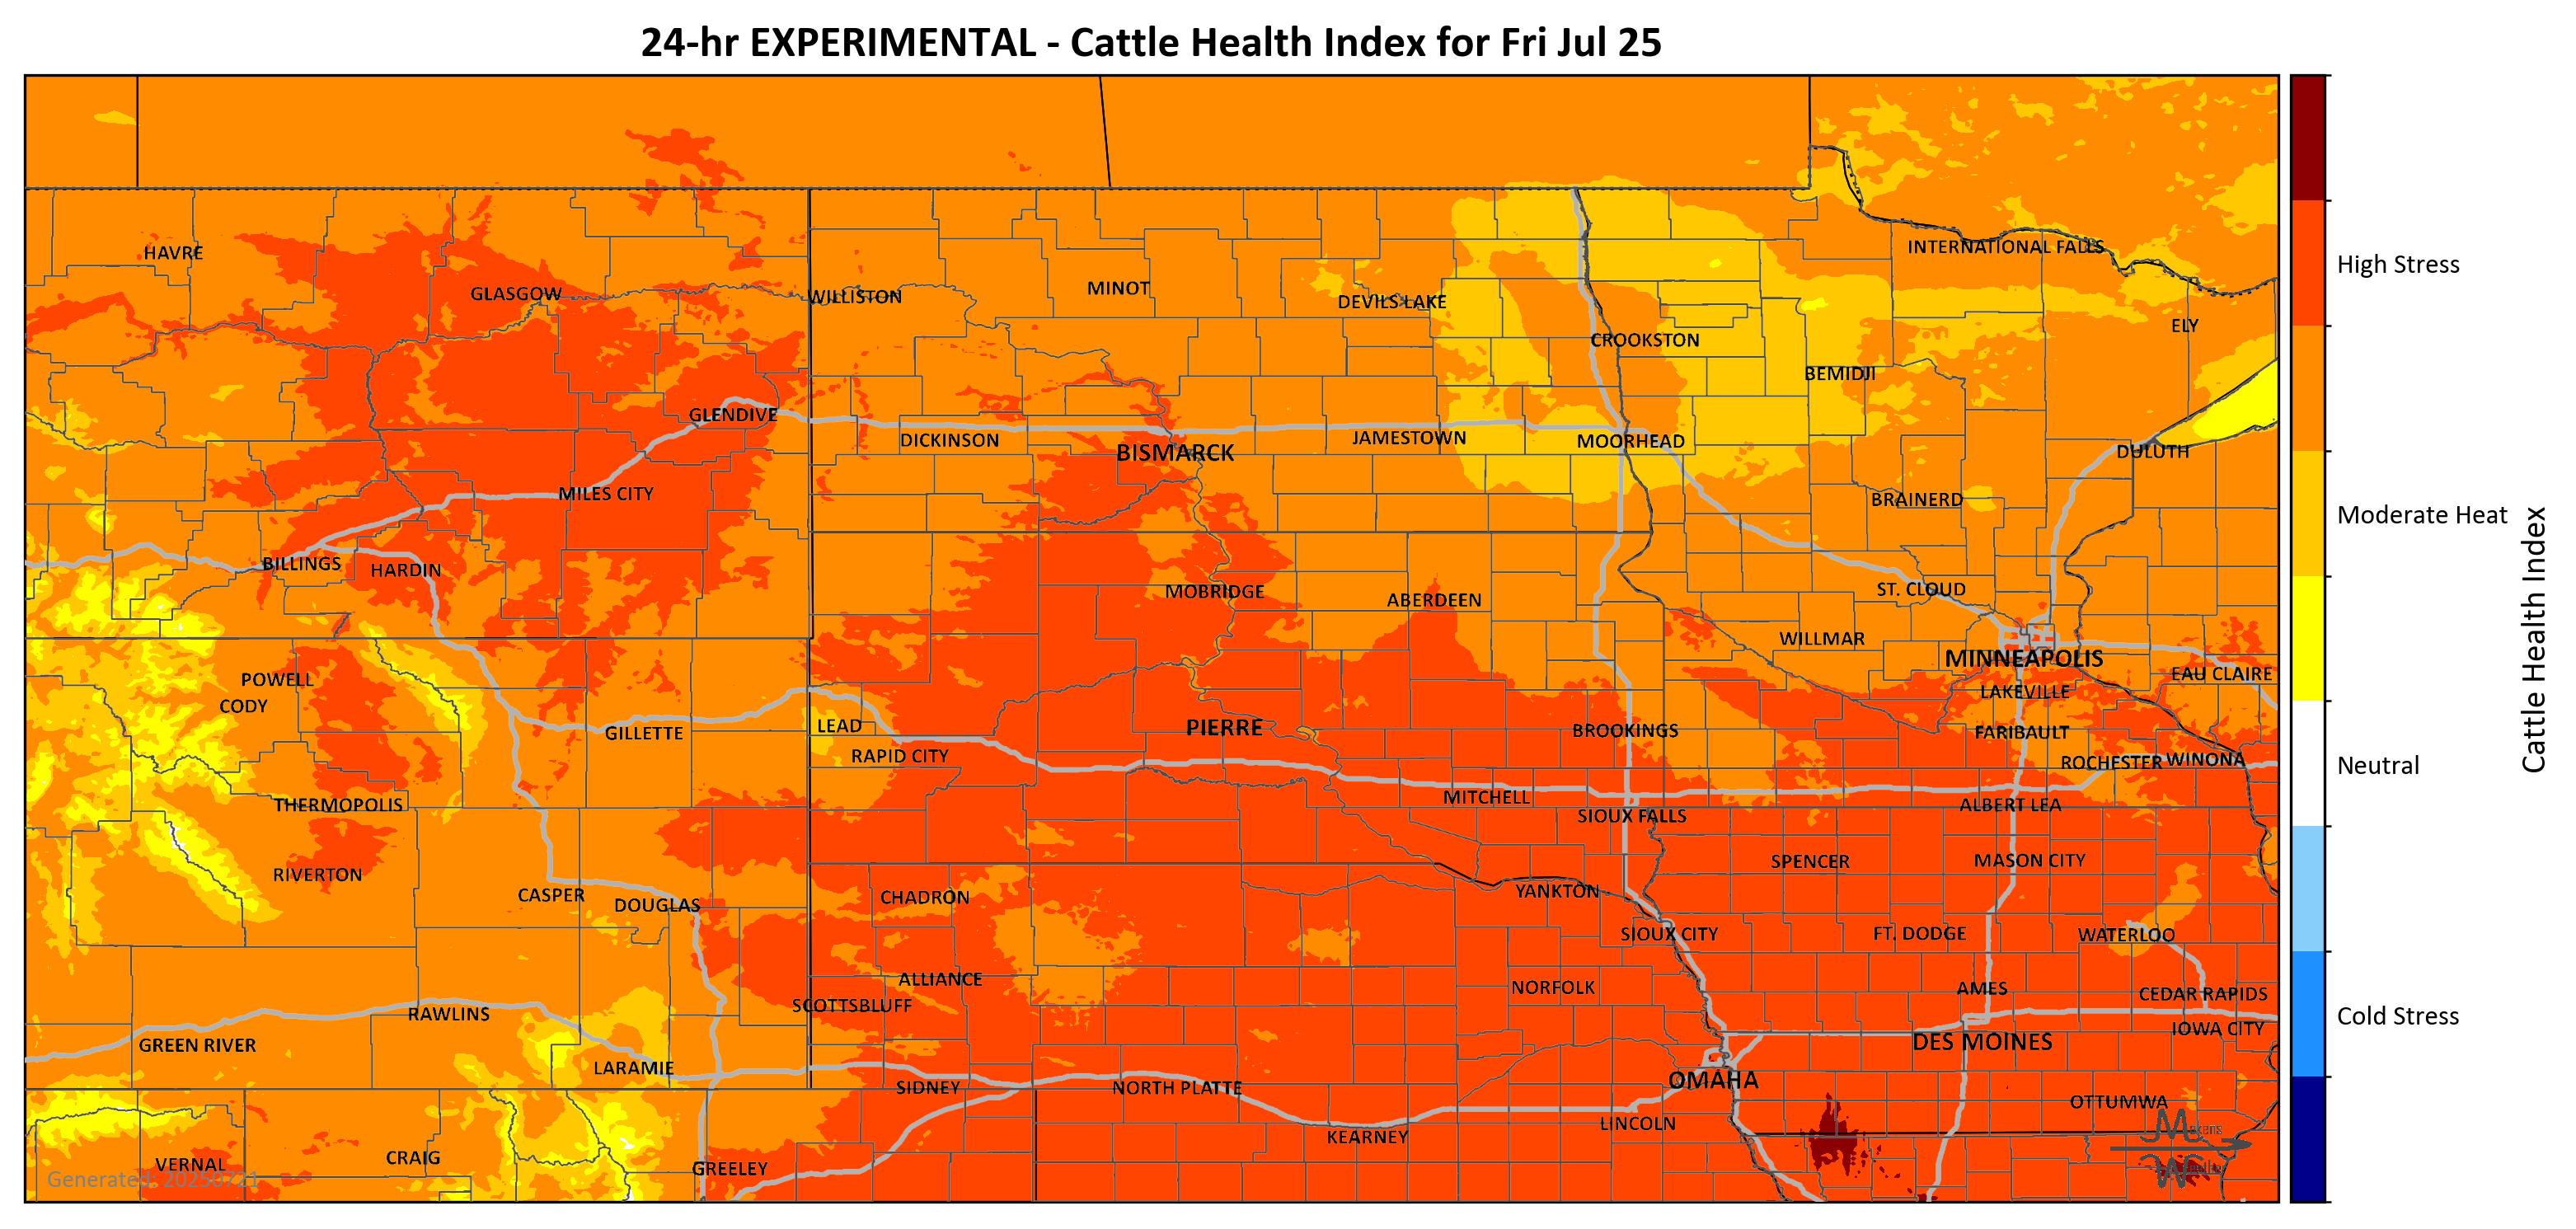 24-hr EXPERIMENTAL - Cattle Health Index for Fri Jul 25
HAVRE
INTERNATIONAL FALLS
GLASGOW
WILLISTON
MINOT
DEVILS LAKE
ELY
CROOKSTON
BEMIDJI
GLENDIVE
DICKINSON
BISMARCK
JAMESTOWN
MOORHEAD
DULUTH
MILES CITY
BRAINERD
BILLINGS
HARDIN
MOBRIDGE
ABERDEEN
ST. CLOUD
WILLMAR
MINNEAPOLIS
POWELL
CODY
LAKEVILLE
EAU CLAIRE
GILLETTE
LEAD
PIERRE
BROOKINGS
FARIBAULT
RAPID CITY
ROCHESTER
WINONA
THERMOPOLIS
MITCHELL
ALBERT LEA
SIOUX FALLS
RIVERTON
SPENCER
MASON CITY
CASPER
DOUGLAS
CHADRON
YANKTON
SIOUX CITY
FT. DODGE
WATERLOO
ALLIANCE
SCOTTSBLUFF
NORFOLK
AMES
CEDAR RAPIDS
RAWLINS
IOWA CITY
GREEN RIVER
DES MOINES
LARAMIE
SIDNEY
NORTH PLATTE
OMAHA
OTTUMWA
LINCOLN
KEARNEY
VERNAL
CRAIG
GREELEY
Generated: 20250721
High Stress
Moderate Heat
Neutral
Cold Stress
Cattle Health Index